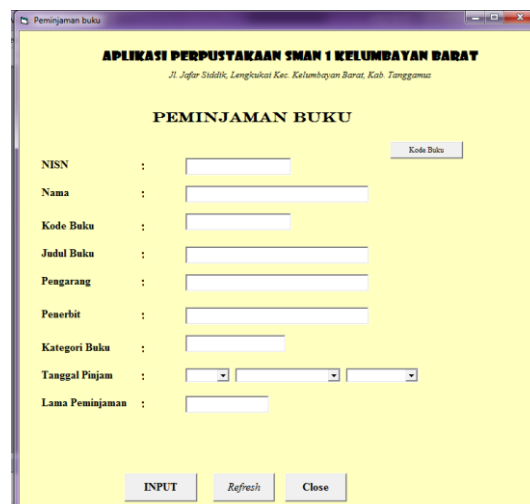 Peminjaman buku
APLIKASI PERPUSTAKAAN SMAN 1 KELUMBAYAN BARAT
Jl. Jafar Siddik, Lengkukai Kec. Kelumbayan Barat, Kab. Tanggamus
PEMINJAMAN BUKU
Kode Buku
NISN :
Nama :
Kode Buku :
Judul Buku :
Pengarang :
Penerbit :
Kategori Buku :
Tanggal Pinjam :
Lama Peminjaman :
INPUT Refresh Close